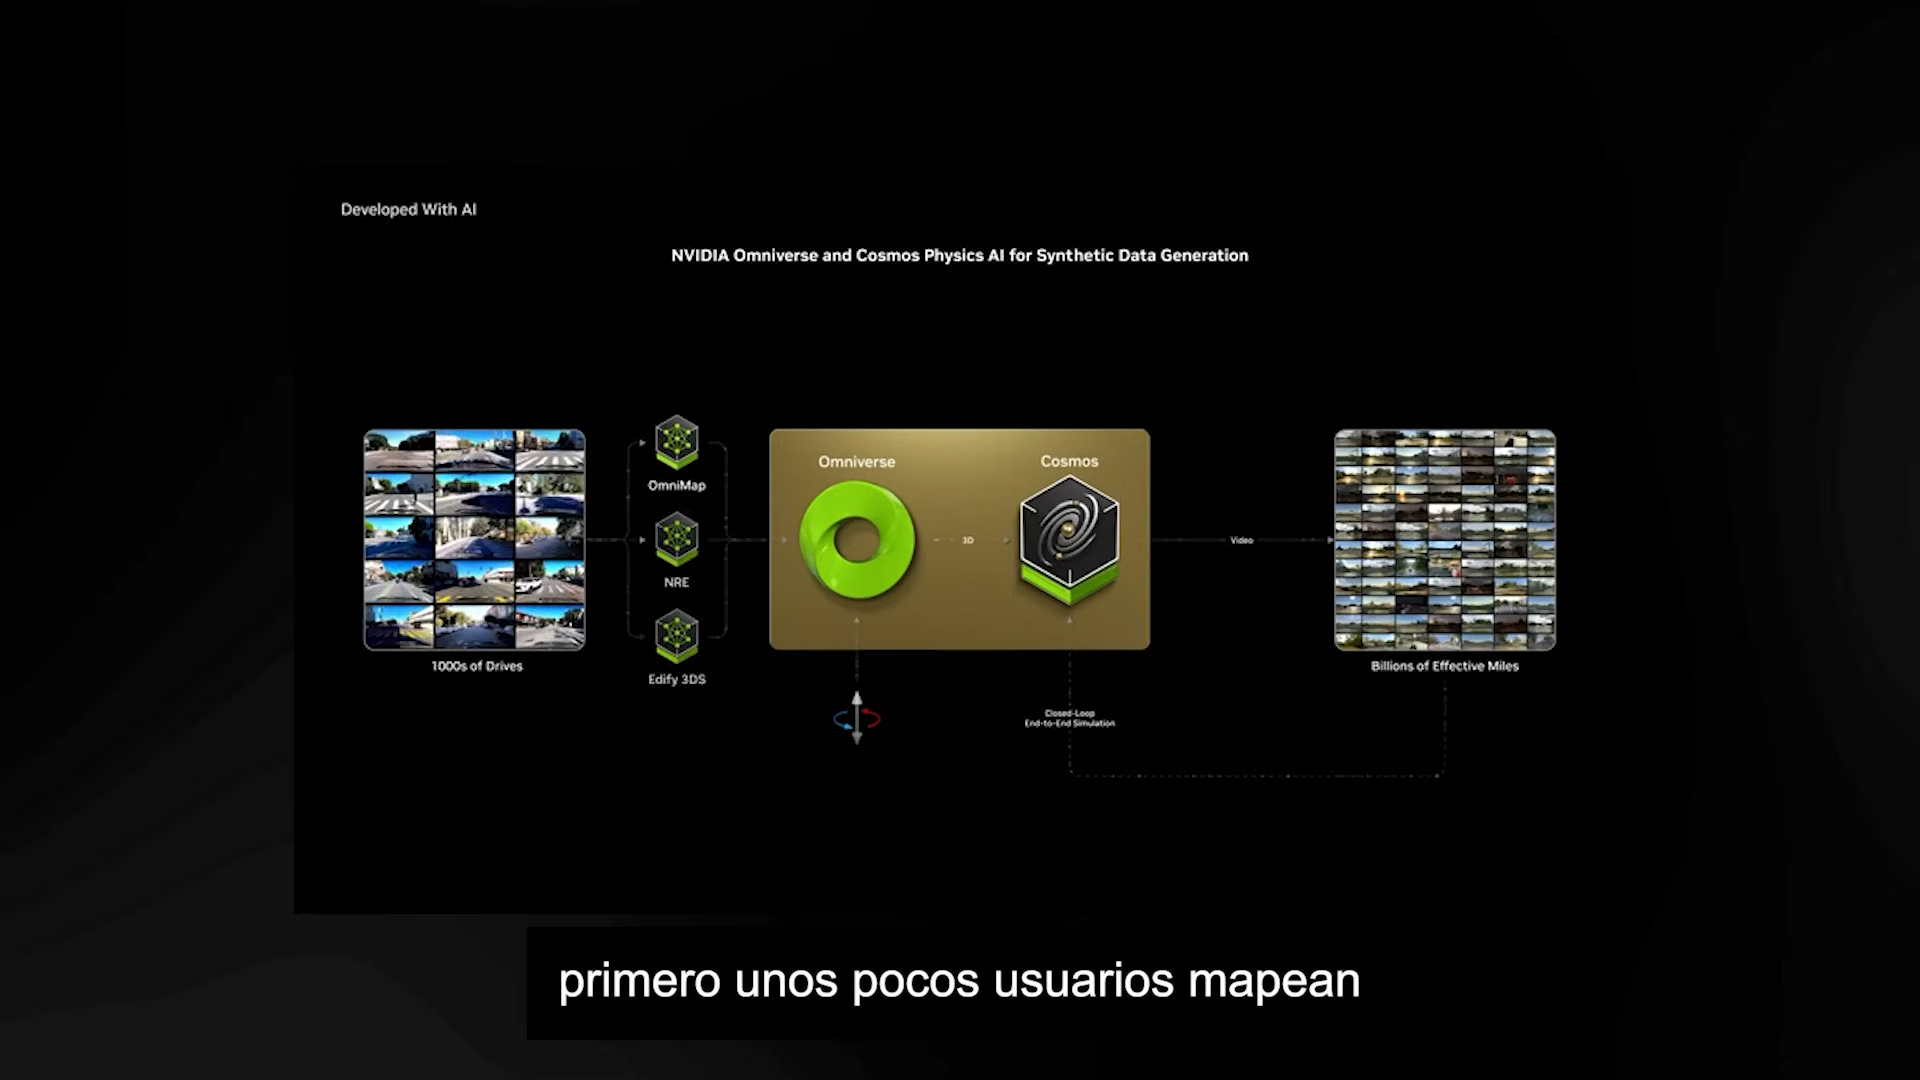 Developed With AI
NVIDIA Omniverse and Cosmos Physics AI for Synthetic Data Generation
1000s of Drives
OmniMap
NRE
Edify 3DS
Omniverse
3D
Cosmos
Closed-Loop
End-to-End Simulation
Video
Billions of Effective Miles
primero unos pocos usuarios mapean